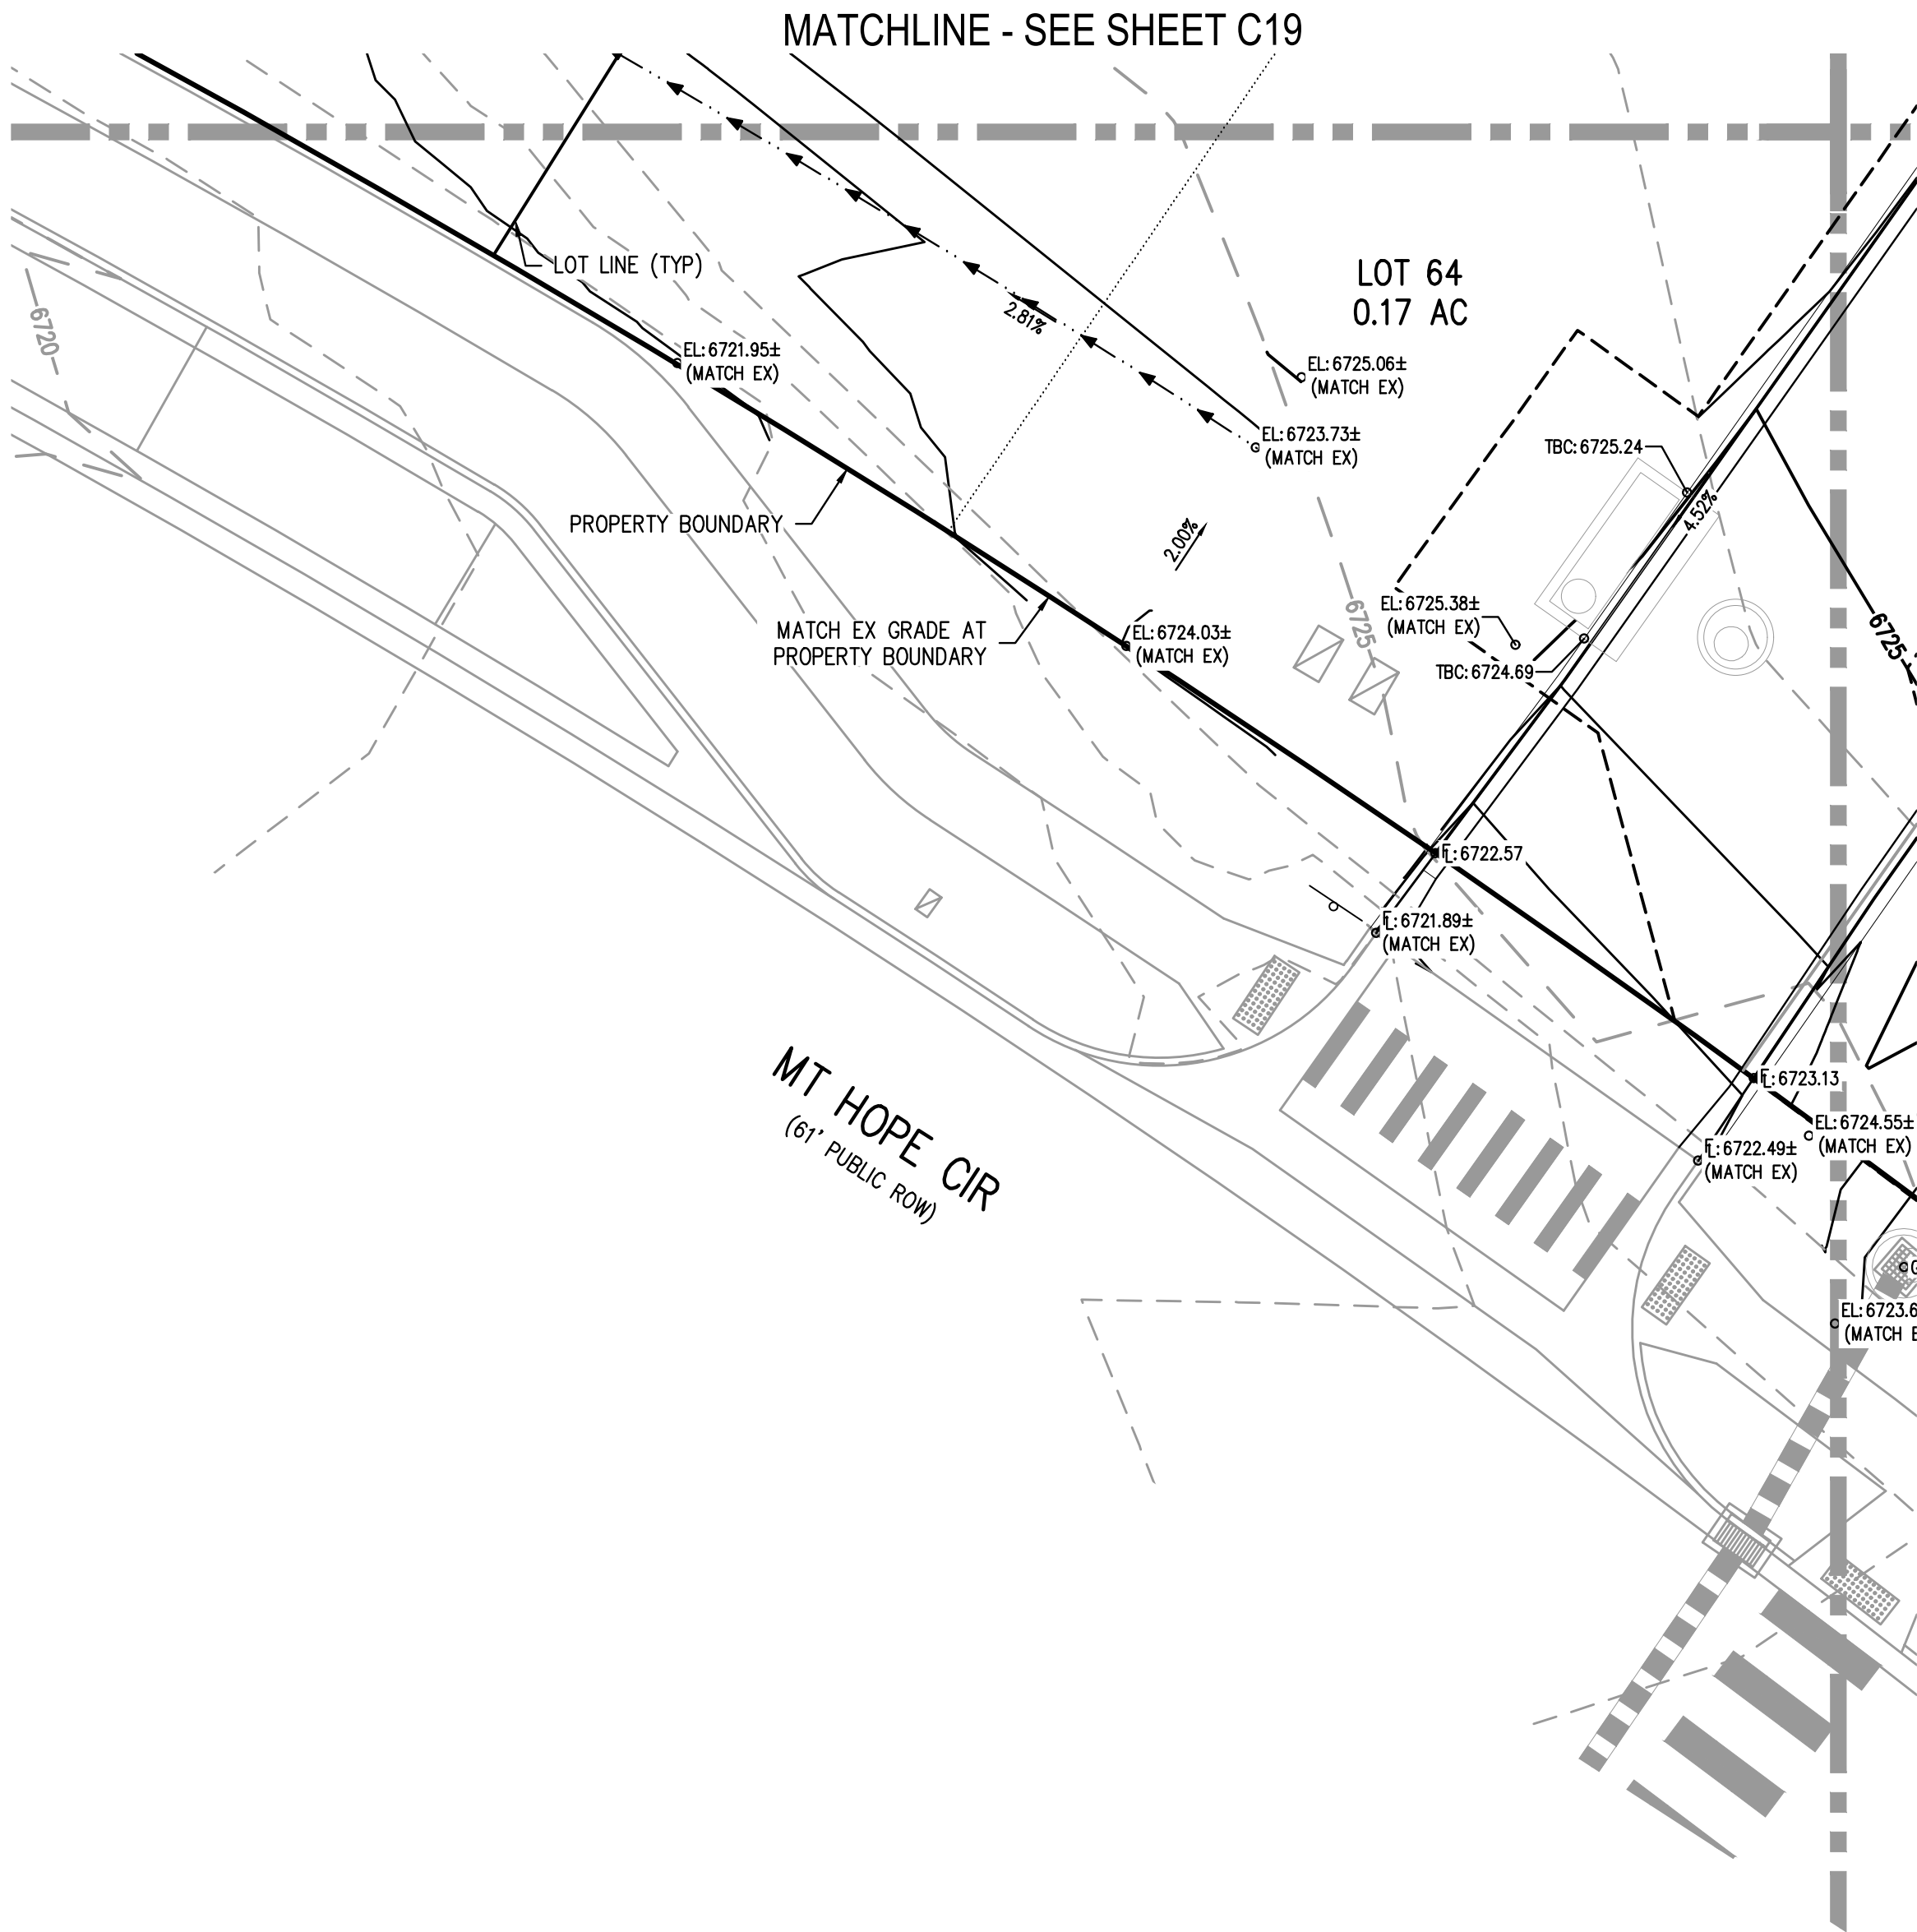 MATCHLINE - SEE SHEET C19
LOT LINE (TYP)
6720
2.81%
LOT 64
0.17 AC
EL: 6721.95±
(MATCH EX)
EL: 6725.06±
(MATCH EX)
EL: 6723.73±
(MATCH EX)
TBC: 6725.24
4.52%
PROPERTY BOUNDARY
2.00%
MATCH EX GRADE AT
PROPERTY BOUNDARY
EL: 6724.03±
(MATCH EX)
6725
EL: 6725.38±
(MATCH EX)
TBC: 6724.69
6725
FL: 6722.57
FL: 6721.89±
(MATCH EX)
FL: 6723.13
EL: 6724.55±
(MATCH EX)
FL: 6722.49±
(MATCH EX)
MT HOPE CIR
(61' PUBLIC ROW)
EL: 6723.6
(MATCH E